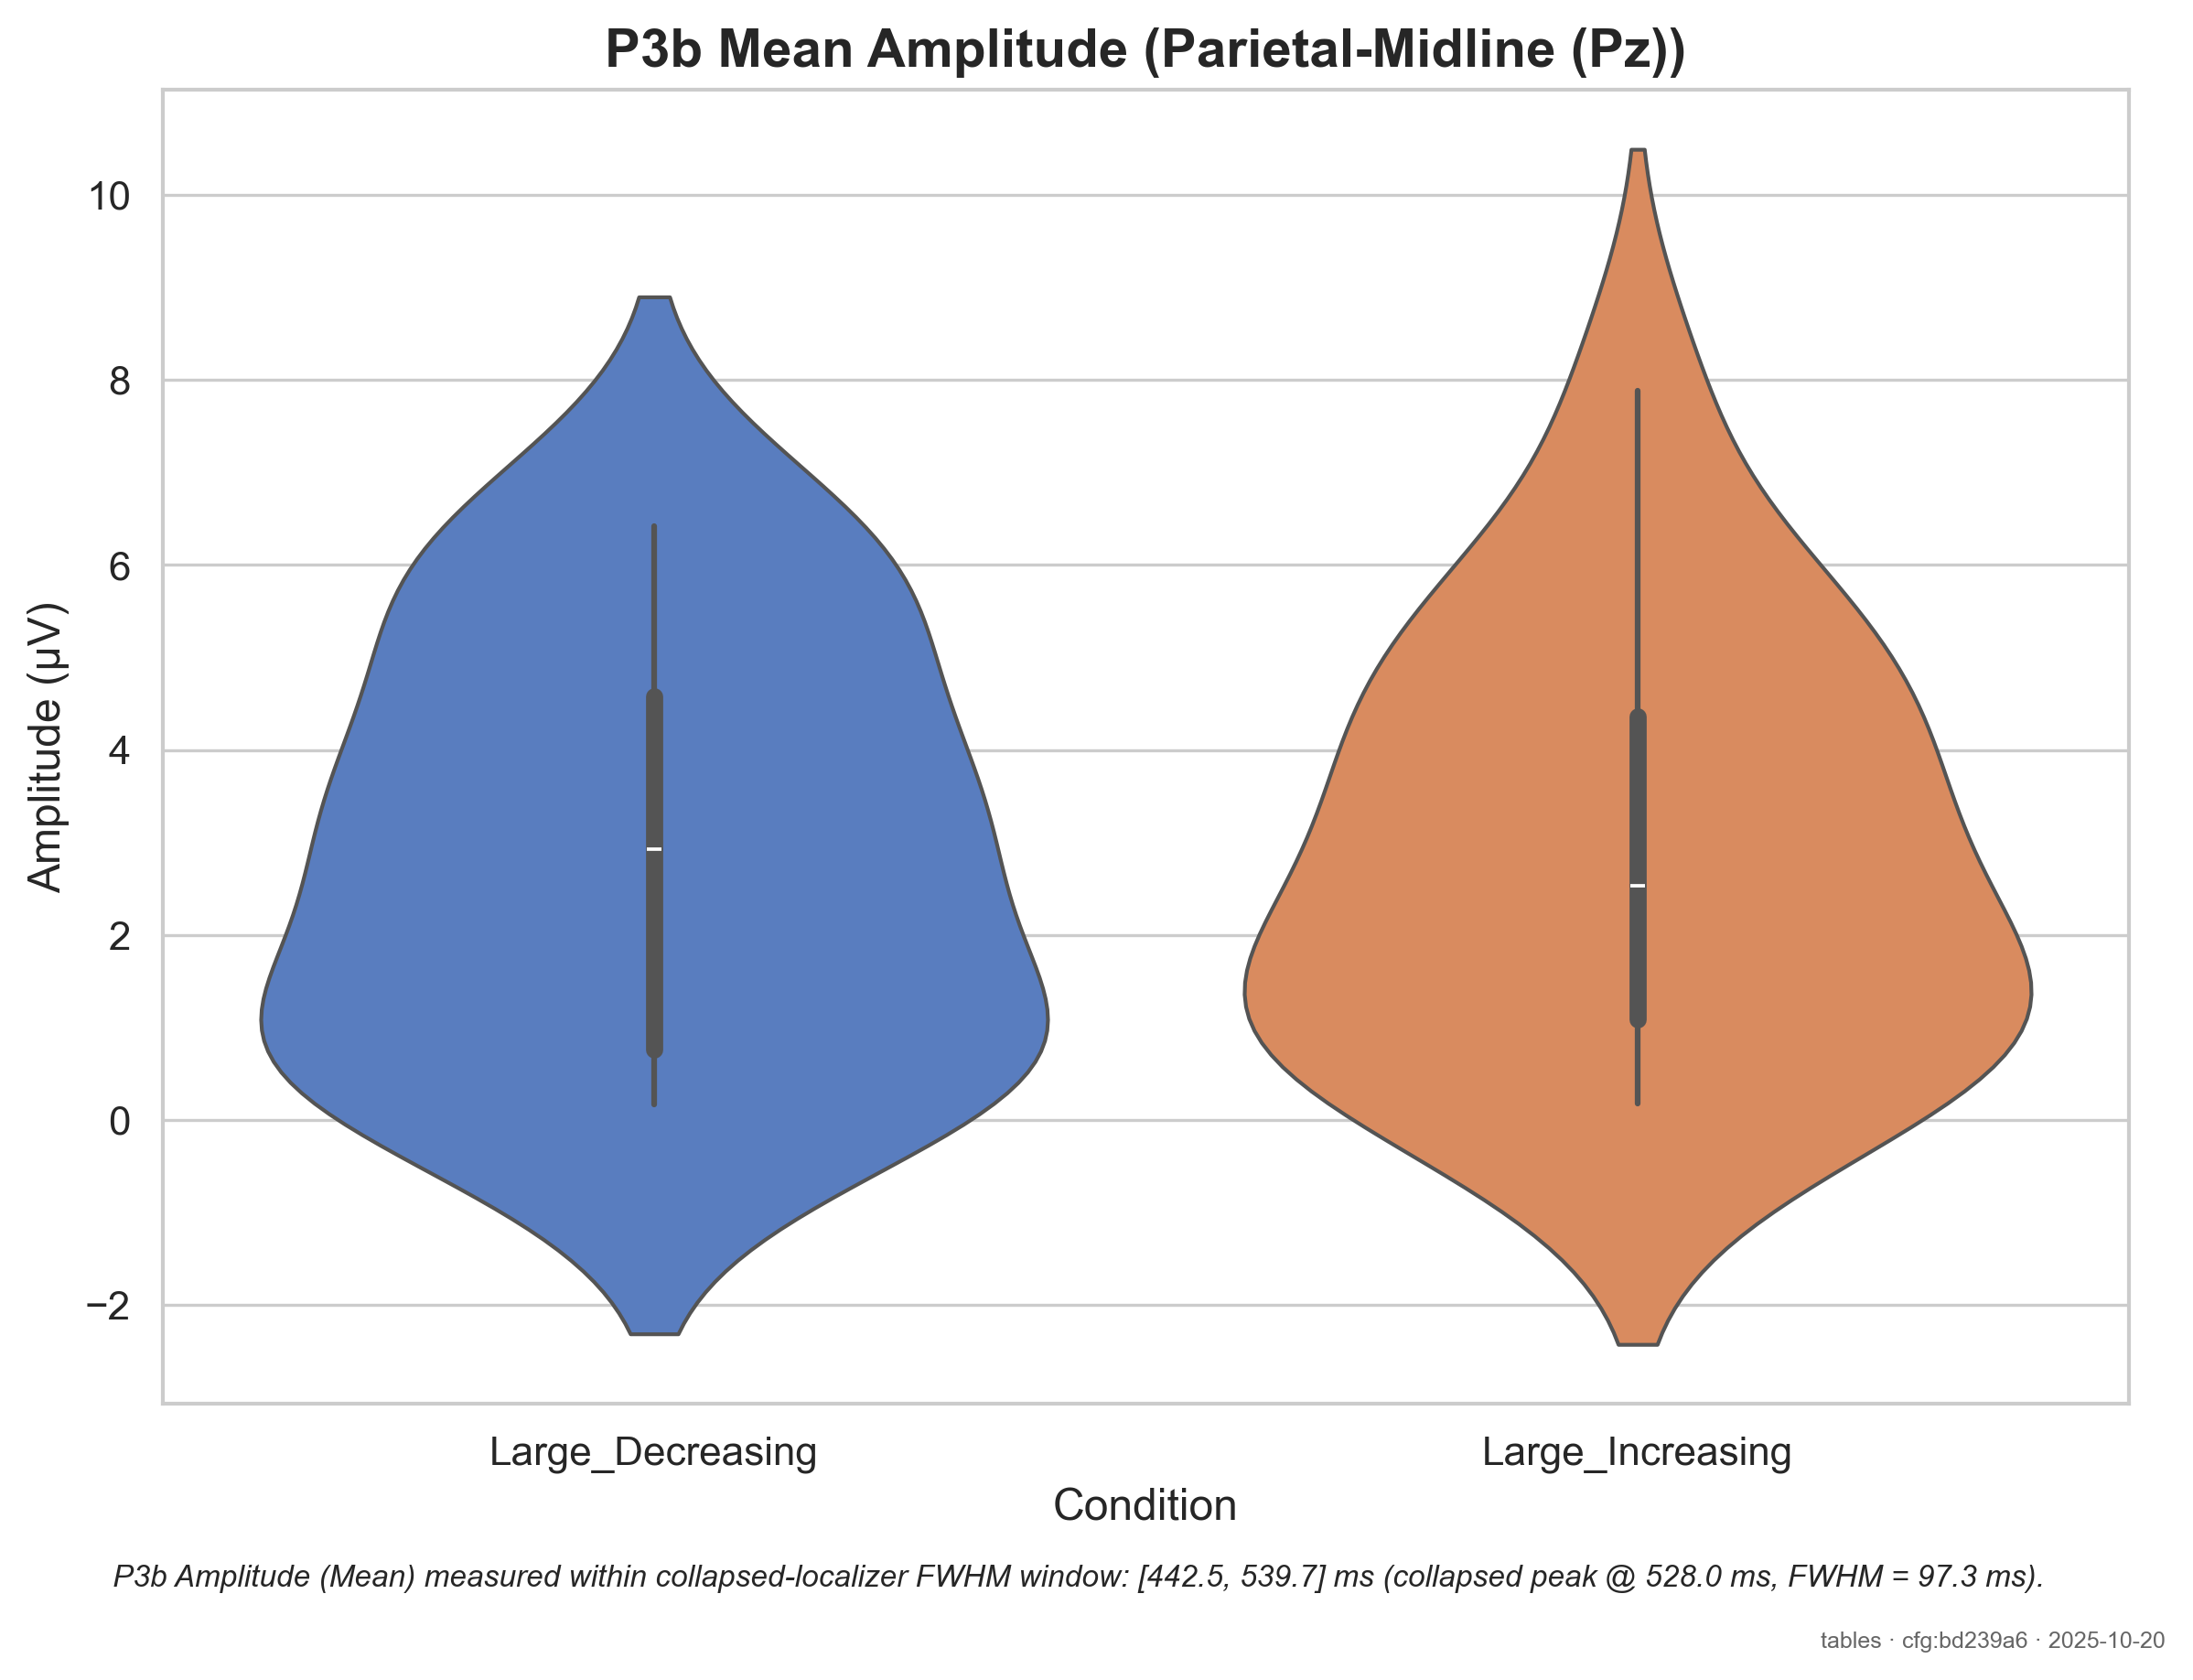 P3b Mean Amplitude (Parietal-Midline (Pz))
Amplitude (µV)
10
8
6
4
2
0
−2
Large_Decreasing
Large_Increasing
Condition
P3b Amplitude (Mean) measured within collapsed-localizer FWHM window: [442.5, 539.7] ms (collapsed peak @ 528.0 ms, FWHM = 97.3 ms).
tables · cfg:bd239a6 · 2025-10-20